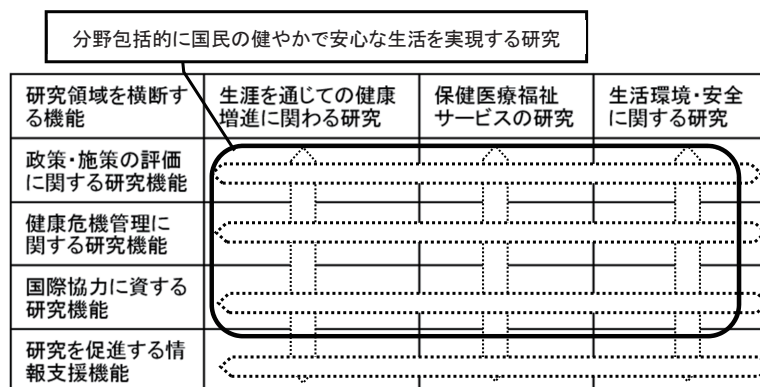 分野包括的に国民の健やかで安心な生活を実現する研究
研究領域を横断す
る機能
生涯を通じての健康
増進に関わる研究
保健医療福祉
サービスの研究
生活環境・安全
に関する研究
政策・施策の評価
に関する研究機能
健康危機管理に
関する研究機能
国際協力に資する
研究機能
研究を促進する情
報支援機能